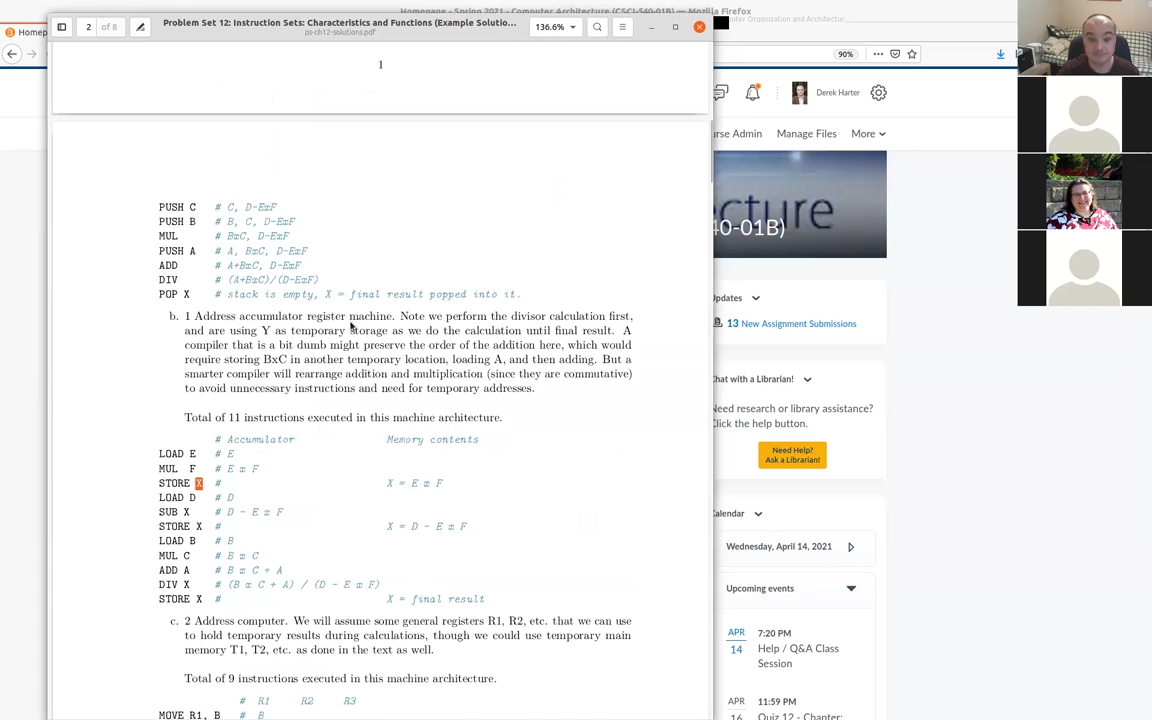 Homepage - Spring 2021 - Computer Architecture (CSCI-540-01B) — Mozilla Firefox
Problem Set 12: Instruction Sets: Characteristics and Functions (Example Solutio...
ps-ch12-solutions.pdf
2 of 8
136.6%
Homep
90%
1
Derek Harter
urse Admin
Manage Files
More
ecture
40-01B)
PUSH C # C, D-ExF
PUSH B # B, C, D-ExF
MUL # BxC, D-ExF
PUSH A # A, BxC, D-ExF
ADD # A+BxC, D-ExF
DIV # (A+BxC)/(D-ExF)
POP X # stack is empty, X = final result popped into it.
b. 1 Address accumulator register machine. Note we perform the divisor calculation first,
and are using Y as temporary storage as we do the calculation until final result. A
compiler that is a bit dumb might preserve the order of the addition here, which would
require storing BxC in another temporary location, loading A, and then adding. But a
smarter compiler will rearrange addition and multiplication (since they are commutative)
to avoid unnecessary instructions and need for temporary addresses.
Total of 11 instructions executed in this machine architecture.
# Accumulator Memory contents
LOAD E # E
MUL F # E x F
STORE X # X = E x F
LOAD D # D
SUB X # D - E x F
STORE X # X = D - E x F
LOAD B # B
MUL C # B x C
ADD A # B x C + A
DIV X # (B x C + A) / (D - E x F)
STORE X # X = final result
c. 2 Address computer. We will assume some general registers R1, R2, etc. that we can use
to hold temporary results during calculations, though we could use temporary main
memory T1, T2, etc. as done in the text as well.
Total of 9 instructions executed in this machine architecture.
# R1 R2 R3
MOVE R1, B # B
Updates
13 New Assignment Submissions
Chat with a Librarian!
Need research or library assistance?
Click the help button.
Need Help?
Ask a Librarian!
Calendar
Wednesday, April 14, 2021
Upcoming events
APR
14
7:20 PM
Help / Q&A Class
Session
APR
16
11:59 PM
Quiz 12 - Chapter: